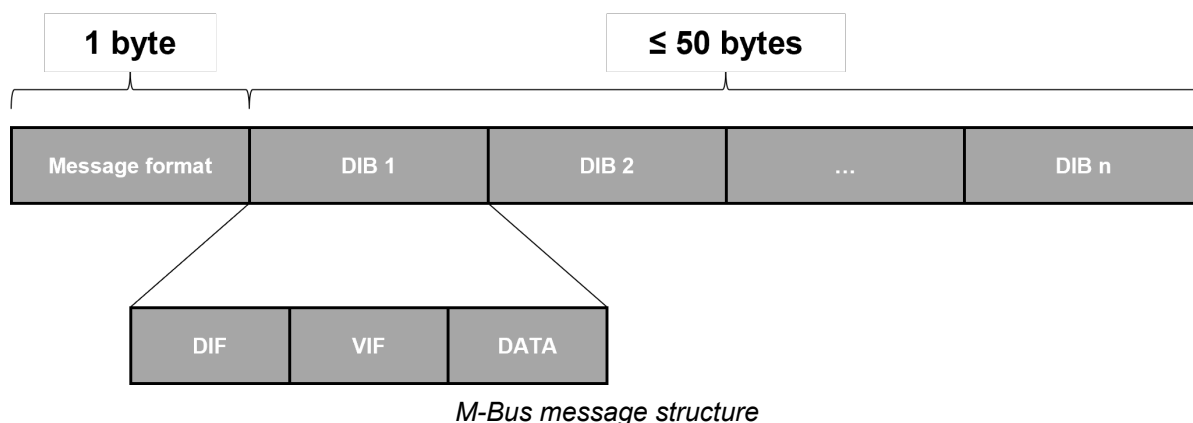 1 byte
≤ 50 bytes
Message format
DIB 1
DIB 2
...
DIB n
DIF
VIF
DATA
M-Bus message structure